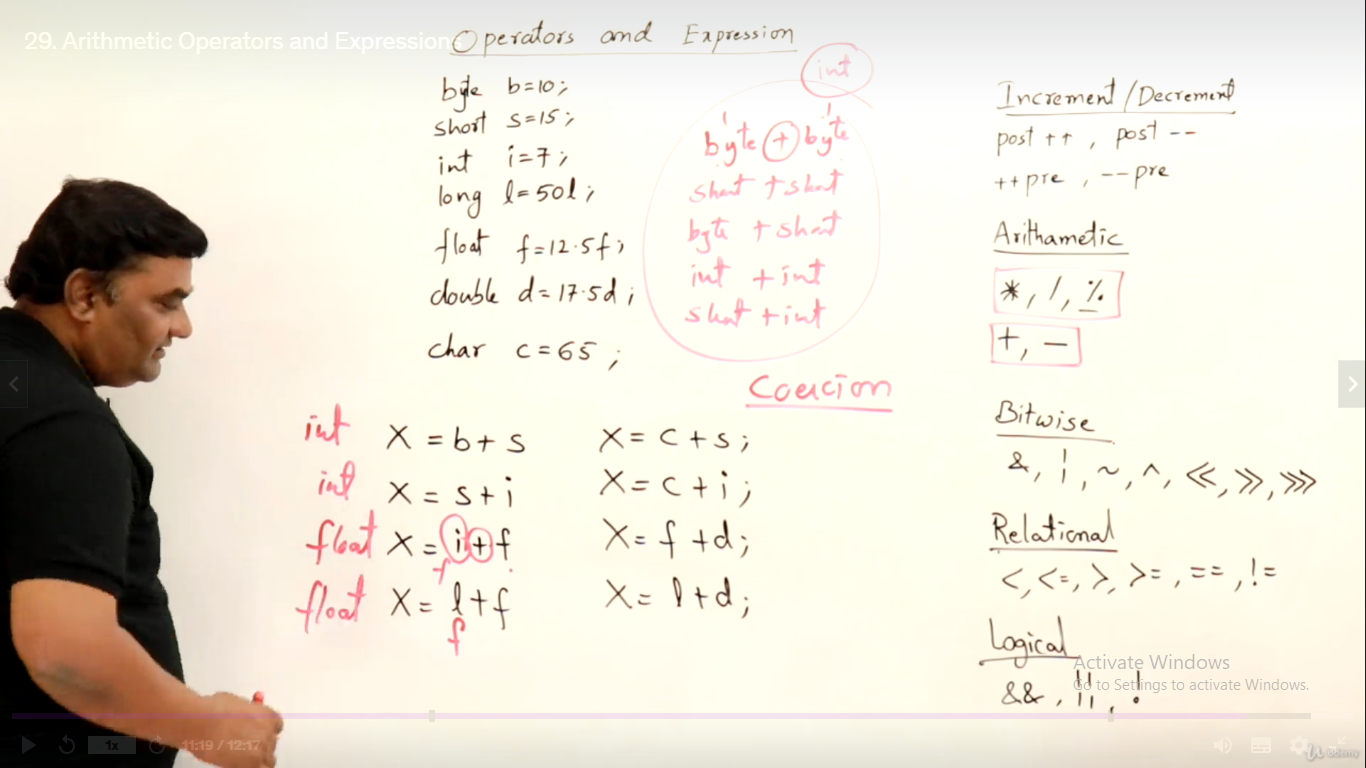 29. Arithmetic Operators and Expressions
Operators and Expression
byte b=10;
short s=15;
int i=7;
long l=50l;
float f=12.5f;
double d=17.5d;
char c=65;
int
byte + byte
short + short
byte + short
int + int
short + int
Coercion
int X = b + s
int X = s + i
float X = i + f
f
float X = l + f
f
X = c + s;
X = c + i;
X = f + d;
X = l + d;
Increment/Decrement
post ++, post --
++pre, --pre
Arithametic
*, /, %
+, -
Bitwise
&, |, ~, ^, <<, >>, >>>
Relational
<, <=, >, >=, ==, !=
Logical
&&, ||, !
Activate Windows
Go to Settings to activate Windows.
1x
11:19 / 12:17
Udemy